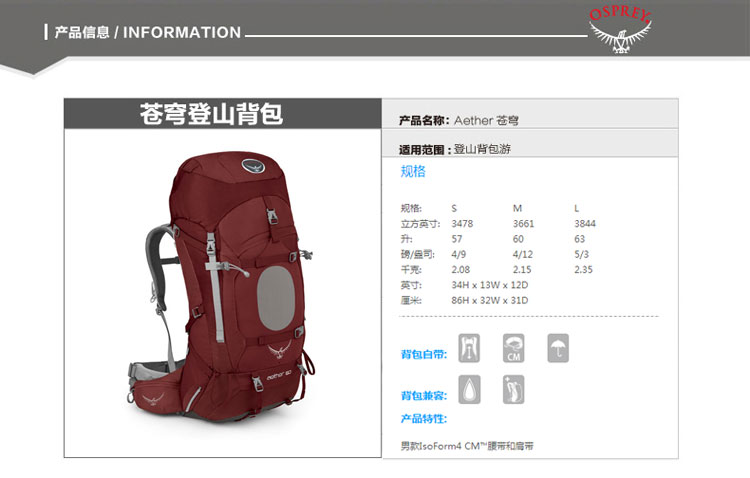 产品信息 / INFORMATION
OSPREY
苍穹登山背包
产品名称：Aether 苍穹
适用范围：登山背包游
规格
规格: S M L
立方英寸: 3478 3661 3844
升: 57 60 63
磅/盎司: 4/9 4/12 5/3
千克: 2.08 2.15 2.35
英寸: 34H x 13W x 12D
厘米: 86H x 32W x 31D
背包自带:
CM
背包兼容:
产品特性:
男款IsoForm4 CM™腰带和肩带
aether 60